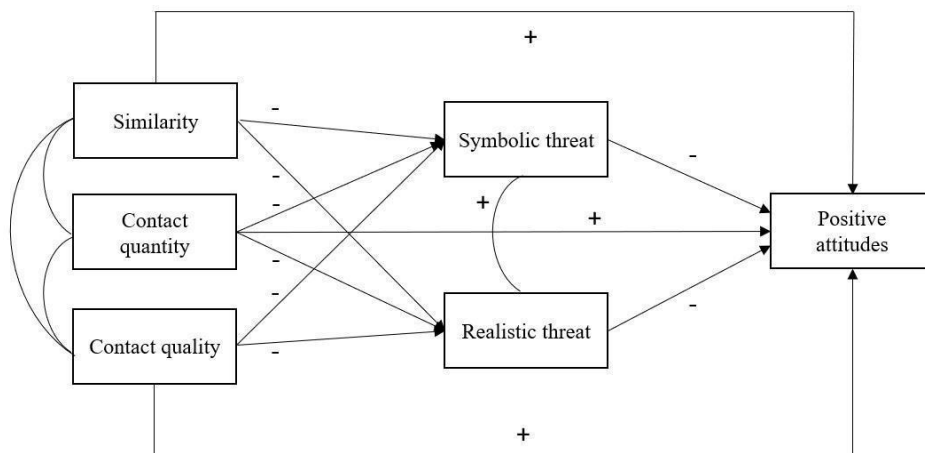 +
Similarity
-
Symbolic threat
-
-
-
Contact
quantity
+
+
Positive
attitudes
-
-
Contact quality
-
Realistic threat
-
+